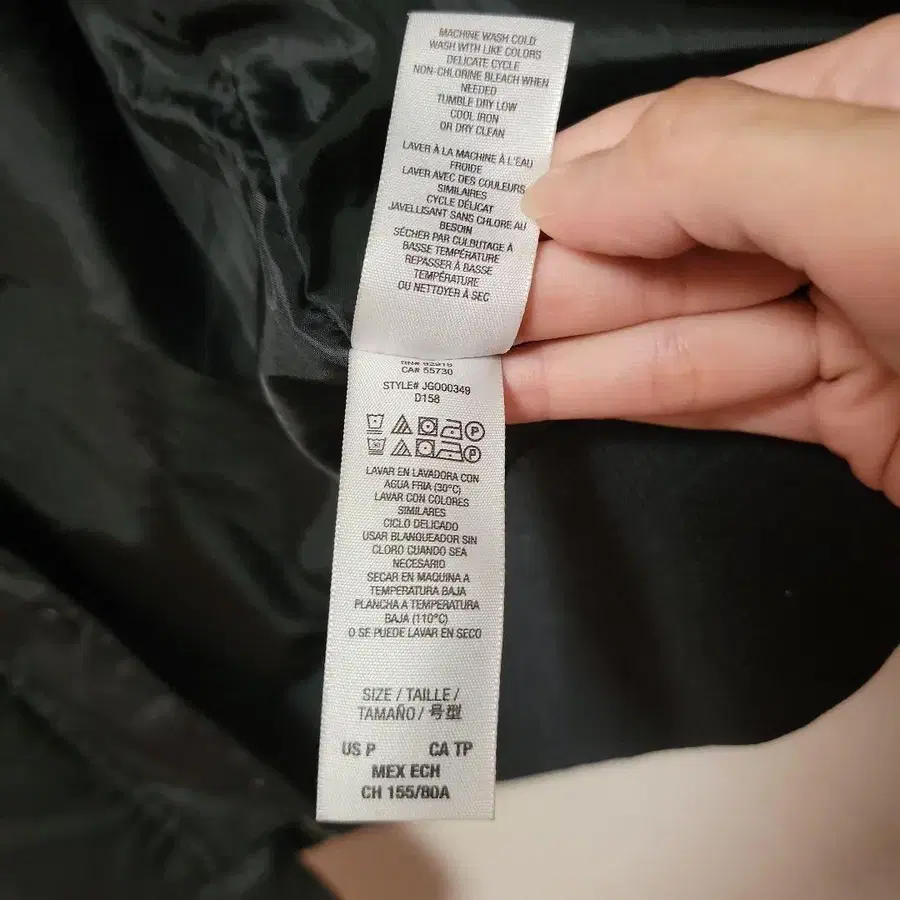 MACHINE WASH COLD
WASH WITH LIKE COLORS
DELICATE CYCLE
NON-CHLORINE BLEACH WHEN
NEEDED
TUMBLE DRY LOW
COOL IRON
OR DRY CLEAN
LAVER À LA MACHINE À L'EAU
FROIDE
LAVER AVEC DES COULEURS
SIMILAIRES
CYCLE DÉLICAT
JAVELLISANT SANS CHLORE AU
BESOIN
SÉCHER PAR CULBUTAGE À
BASSE TEMPÉRATURE
REPASSER À BASSE
TEMPÉRATURE
OU NETTOYER À SEC
CA# 55730
STYLE# JGO00349
D158
LAVAR EN LAVADORA CON
AGUA FRIA (30°C)
LAVAR CON COLORES
SIMILARES
CICLO DELICADO
USAR BLANQUEADOR SIN
CLORO CUANDO SEA
NECESARIO
SECAR EN MAQUINA A
TEMPERATURA BAJA
PLANCHA A TEMPERATURA
BAJA (110°C)
O SE PUEDE LAVAR EN SECO
SIZE / TAILLE /
TAMAÑO / 号型
US P CA TP
MEX ECH
CH 155/80A